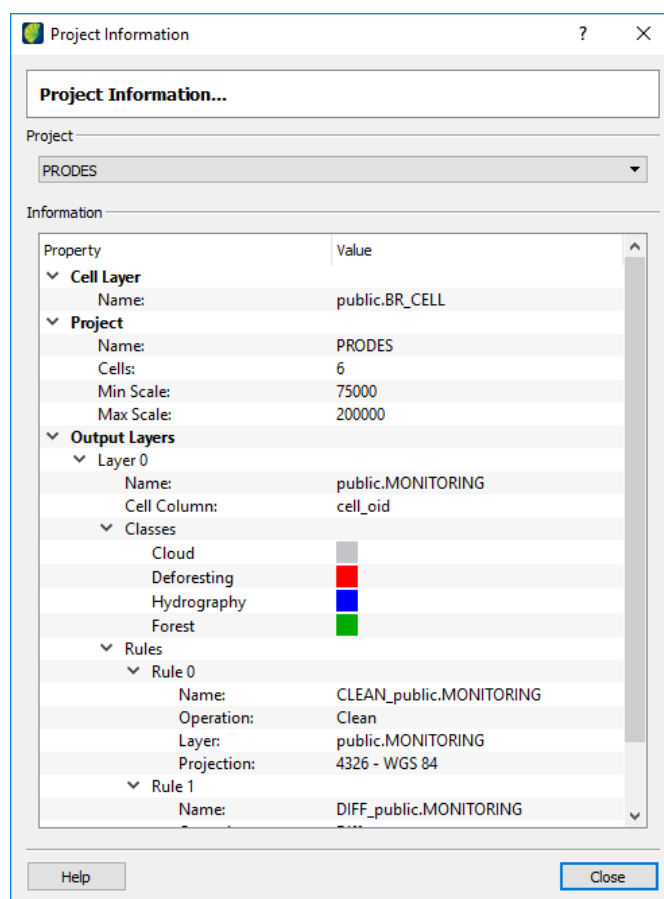 Project Information
Project Information...
Project
PRODES
Information
Property Value
Cell Layer
Name: public.BR_CELL
Project
Name: PRODES
Cells: 6
Min Scale: 75000
Max Scale: 200000
Output Layers
Layer 0
Name: public.MONITORING
Cell Column: cell_oid
Classes
Cloud
Deforesting
Hydrography
Forest
Rules
Rule 0
Name: CLEAN_public.MONITORING
Operation: Clean
Layer: public.MONITORING
Projection: 4326 - WGS 84
Rule 1
Name: DIFF_public.MONITORING
Help Close